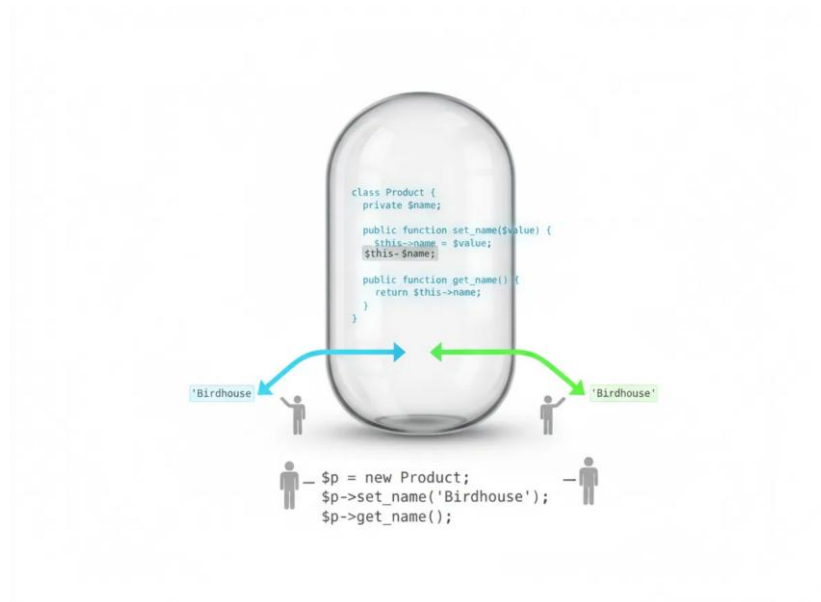 class Product {
private $name;
public function set_name($value) {
$this->name = $value;
$this-$name;
public function get_name() {
return $this->name;
}
}
'Birdhouse
'Birdhouse'
$p = new Product;
$p->set_name('Birdhouse');
$p->get_name();